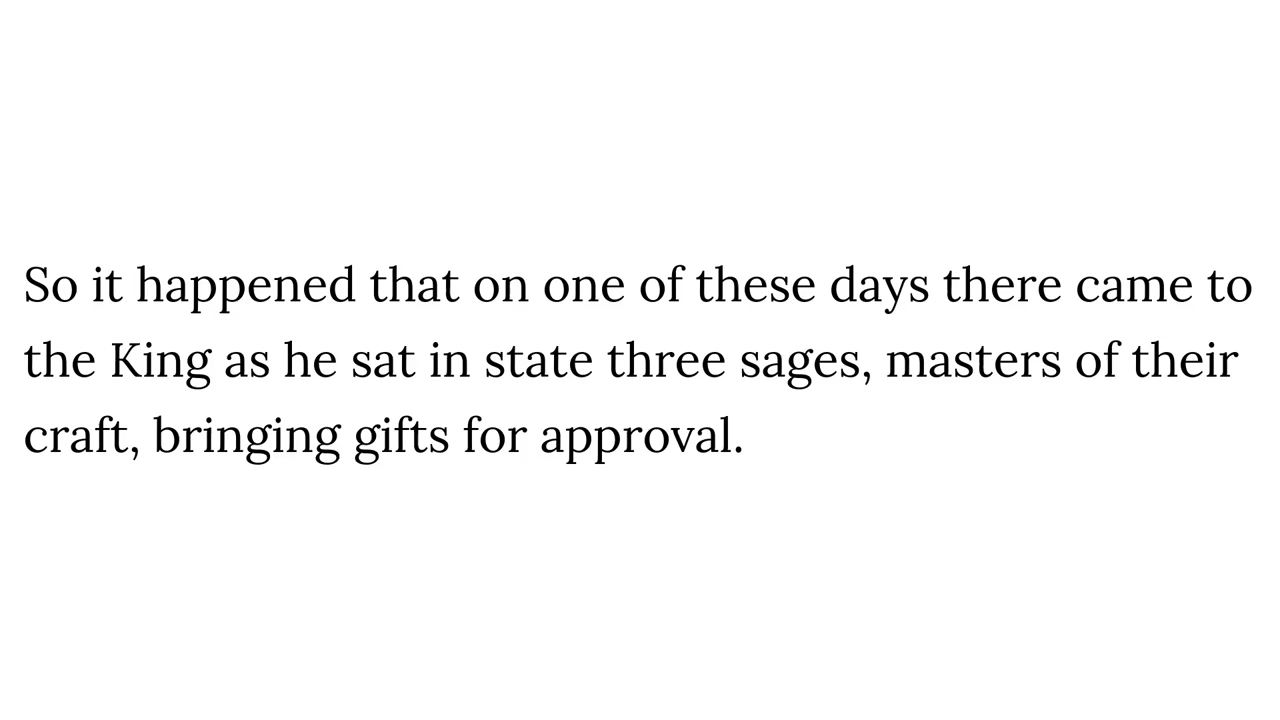 So it happened that on one of these days there came to
the King as he sat in state three sages, masters of their
craft, bringing gifts for approval.